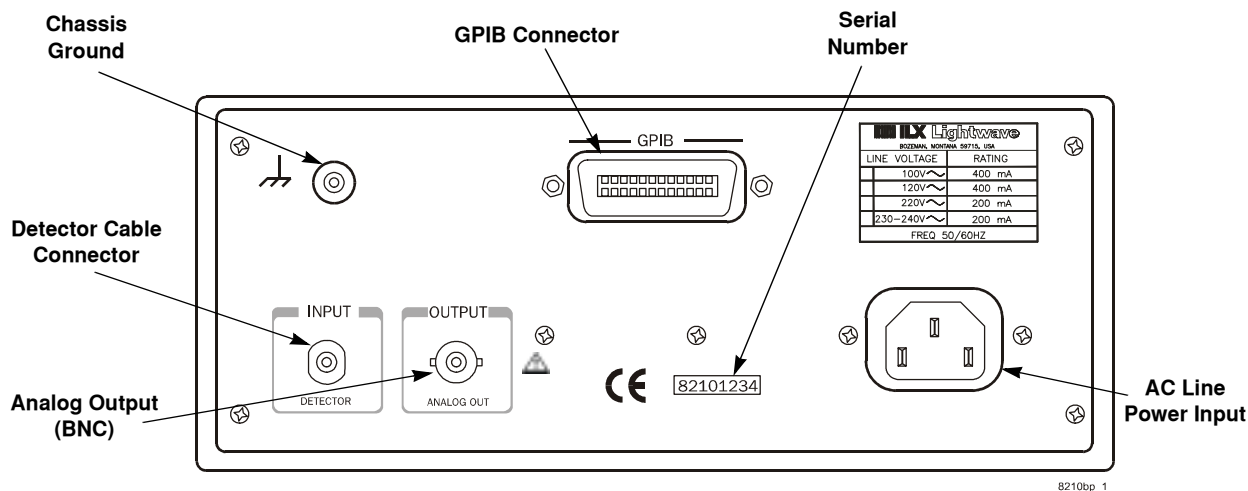 Chassis
Ground
GPIB Connector
Serial
Number
GPIB
ILX Lightwave
BOZEMAN, MONTANA 59715, USA
LINE VOLTAGE RATING
100V~ 400 mA
120V~ 400 mA
220V~ 200 mA
230-240V~ 200 mA
FREQ 50/60HZ
Detector Cable
Connector
INPUT
DETECTOR
OUTPUT
ANALOG OUT
CE
82101234
Analog Output
(BNC)
AC Line
Power Input
8210bp_1